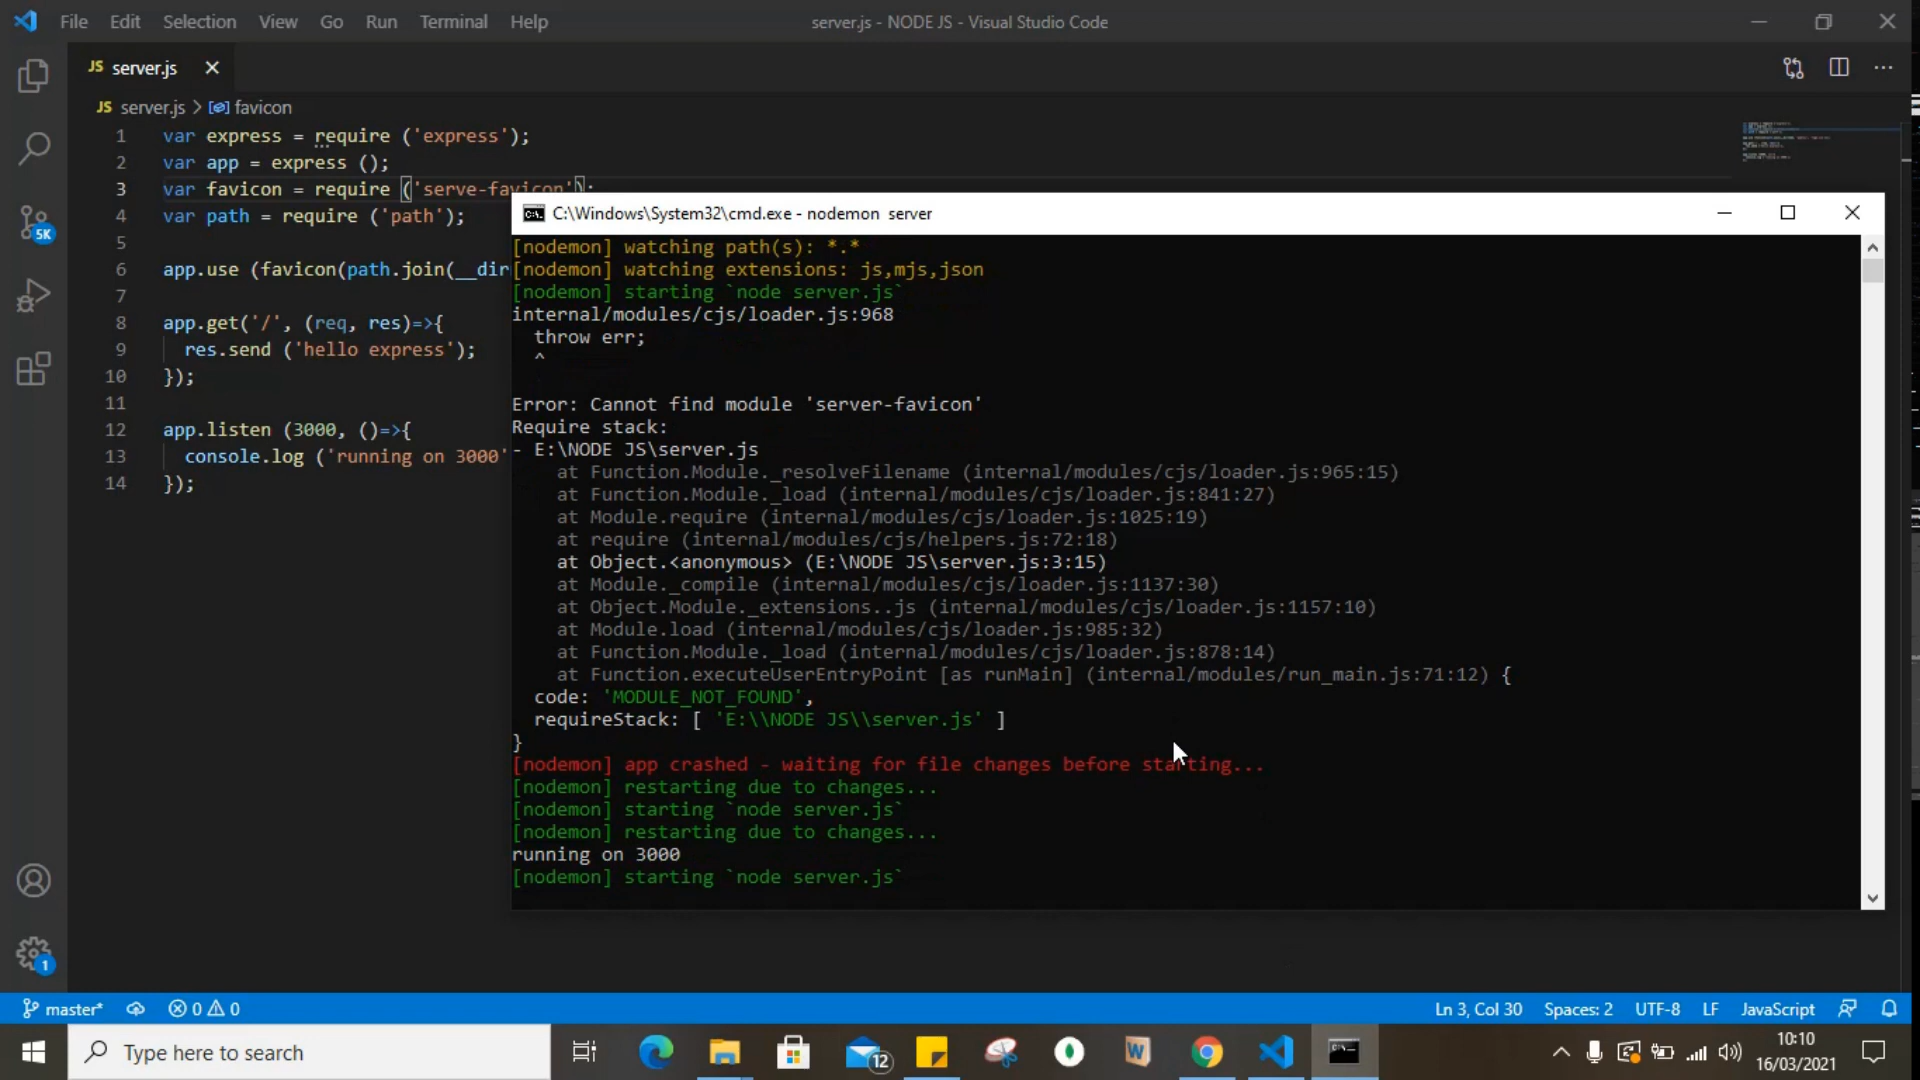 File Edit Selection View Go Run Terminal Help
server.js - NODE JS - Visual Studio Code
JS server.js
JS server.js > favicon
1 var express = require ('express');
2 var app = express ();
3 var favicon = require ('serve-favicon');
4 var path = require ('path');
5
6 app.use (favicon(path.join(__dir
7
8 app.get('/', (req, res)=>{
9 res.send ('hello express');
10 });
11
12 app.listen (3000, ()=>{
13 console.log ('running on 3000'
14 });
5K
1
C:\Windows\System32\cmd.exe - nodemon server
[nodemon] watching path(s): *.*
[nodemon] watching extensions: js,mjs,json
[nodemon] starting `node server.js`
internal/modules/cjs/loader.js:968
throw err;
^
Error: Cannot find module 'server-favicon'
Require stack:
- E:\NODE JS\server.js
at Function.Module._resolveFilename (internal/modules/cjs/loader.js:965:15)
at Function.Module._load (internal/modules/cjs/loader.js:841:27)
at Module.require (internal/modules/cjs/loader.js:1025:19)
at require (internal/modules/cjs/helpers.js:72:18)
at Object.<anonymous> (E:\NODE JS\server.js:3:15)
at Module._compile (internal/modules/cjs/loader.js:1137:30)
at Object.Module._extensions..js (internal/modules/cjs/loader.js:1157:10)
at Module.load (internal/modules/cjs/loader.js:985:32)
at Function.Module._load (internal/modules/cjs/loader.js:878:14)
at Function.executeUserEntryPoint [as runMain] (internal/modules/run_main.js:71:12) {
code: 'MODULE_NOT_FOUND',
requireStack: [ 'E:\\NODE JS\\server.js' ]
}
[nodemon] app crashed - waiting for file changes before starting...
[nodemon] restarting due to changes...
[nodemon] starting `node server.js`
[nodemon] restarting due to changes...
running on 3000
[nodemon] starting `node server.js`
master* 0 0 Ln 3, Col 30 Spaces: 2 UTF-8 LF JavaScript
Type here to search
12
W
10:10
16/03/2021